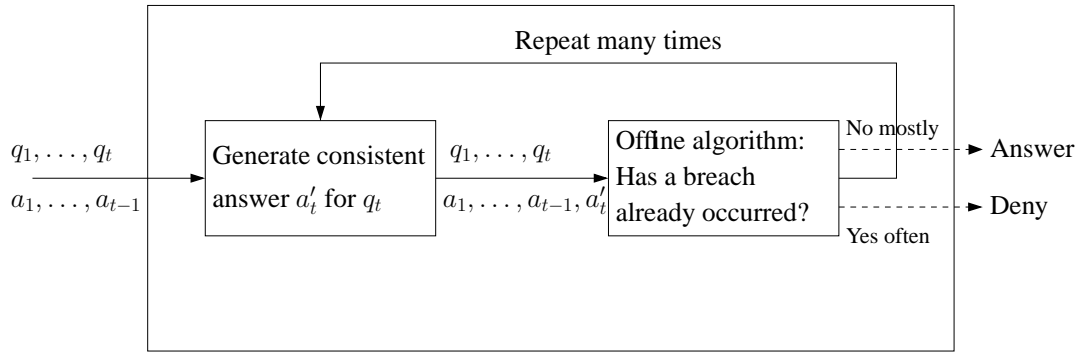 Repeat many times
q₁, . . . , qₜ
a₁, . . . , aₜ₋₁
Generate consistent
answer a′ₜ for qₜ
q₁, . . . , qₜ
a₁, . . . , aₜ₋₁, a′ₜ
Offline algorithm:
Has a breach
already occurred?
No mostly
Answer
Deny
Yes often